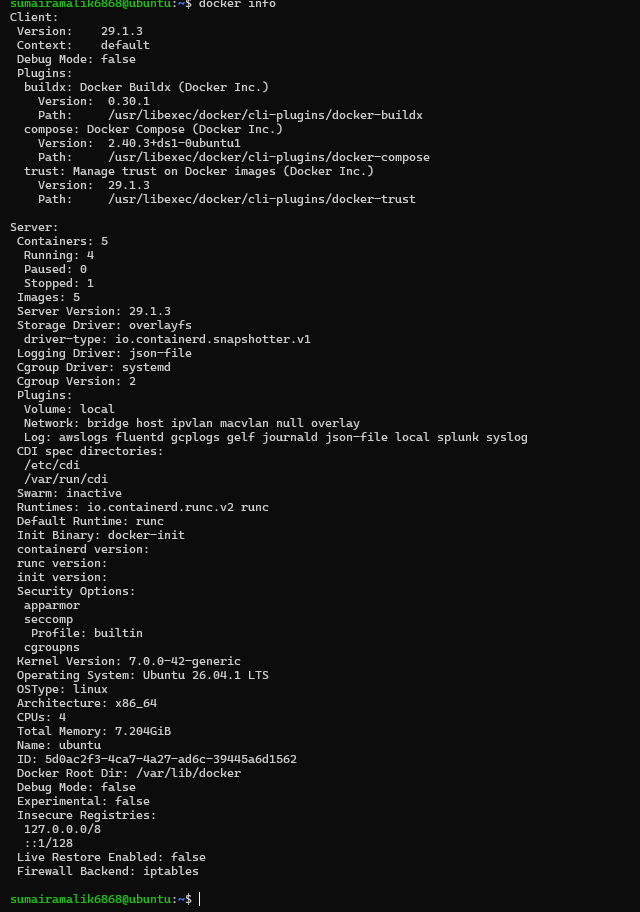 sumairamalik6868@ubuntu:~$ docker info
Client:
 Version:    29.1.3
 Context:    default
 Debug Mode: false
 Plugins:
  buildx: Docker Buildx (Docker Inc.)
    Version:  0.30.1
    Path:     /usr/libexec/docker/cli-plugins/docker-buildx
  compose: Docker Compose (Docker Inc.)
    Version:  2.40.3+ds1-0ubuntu1
    Path:     /usr/libexec/docker/cli-plugins/docker-compose
  trust: Manage trust on Docker images (Docker Inc.)
    Version:  29.1.3
    Path:     /usr/libexec/docker/cli-plugins/docker-trust

Server:
 Containers: 5
  Running: 4
  Paused: 0
  Stopped: 1
 Images: 5
 Server Version: 29.1.3
 Storage Driver: overlayfs
  driver-type: io.containerd.snapshotter.v1
 Logging Driver: json-file
 Cgroup Driver: systemd
 Cgroup Version: 2
 Plugins:
  Volume: local
  Network: bridge host ipvlan macvlan null overlay
  Log: awslogs fluentd gcplogs gelf journald json-file local splunk syslog
 CDI spec directories:
  /etc/cdi
  /var/run/cdi
 Swarm: inactive
 Runtimes: io.containerd.runc.v2 runc
 Default Runtime: runc
 Init Binary: docker-init
 containerd version:
 runc version:
 init version:
 Security Options:
  apparmor
  seccomp
   Profile: builtin
  cgroupns
 Kernel Version: 7.0.0-42-generic
 Operating System: Ubuntu 26.04.1 LTS
 OSType: linux
 Architecture: x86_64
 CPUs: 4
 Total Memory: 7.204GiB
 Name: ubuntu
 ID: 5d0ac2f3-4ca7-4a27-ad6c-39445a6d1562
 Docker Root Dir: /var/lib/docker
 Debug Mode: false
 Experimental: false
 Insecure Registries:
  127.0.0.0/8
  ::1/128
 Live Restore Enabled: false
 Firewall Backend: iptables

sumairamalik6868@ubuntu:~$